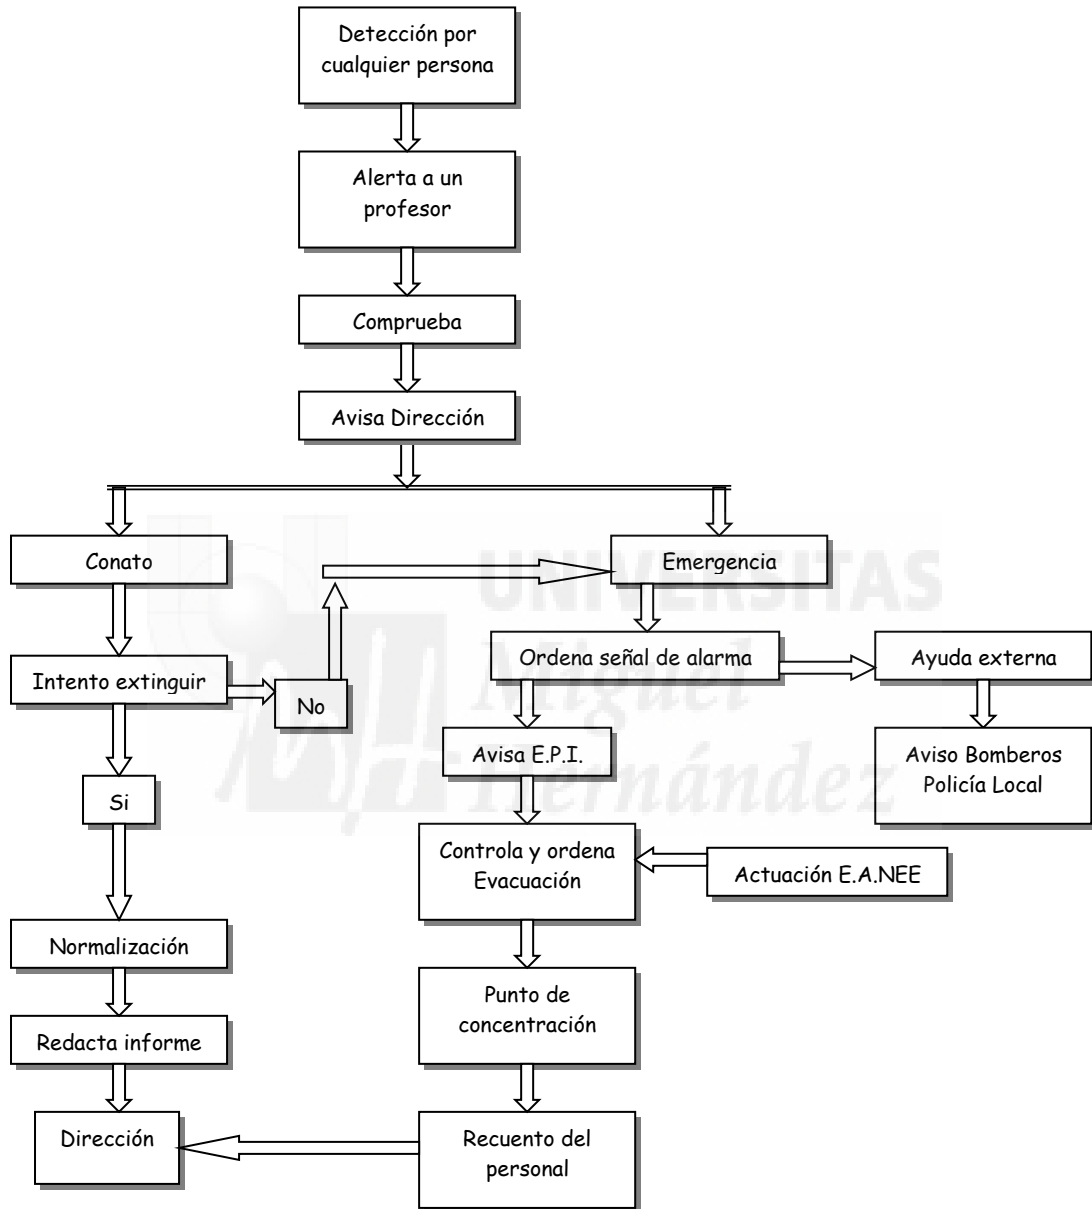 Detección por
cualquier persona
Alerta a un
profesor
Comprueba
Avisa Dirección
Conato
Emergencia
Intento extinguir
No
Ordena señal de alarma
Ayuda externa
Avisa E.P.I.
Aviso Bomberos
Policía Local
Si
Controla y ordena
Evacuación
Actuación E.A.NEE
Normalización
Punto de
concentración
Redacta informe
Dirección
Recuento del
personal
UNIVERSITAS
Miguel
Hernández